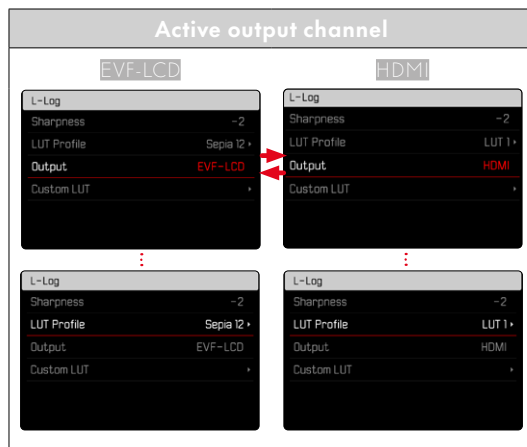 Active output channel
EVF-LCD
HDMI
L-Log
Sharpness -2
LUT Profile Sepia 12
Output EVF-LCD
Custom LUT
L-Log
Sharpness -2
LUT Profile LUT 1
Output HDMI
Custom LUT
L-Log
Sharpness -2
LUT Profile Sepia 12
Output EVF-LCD
Custom LUT
L-Log
Sharpness -2
LUT Profile LUT 1
Output HDMI
Custom LUT